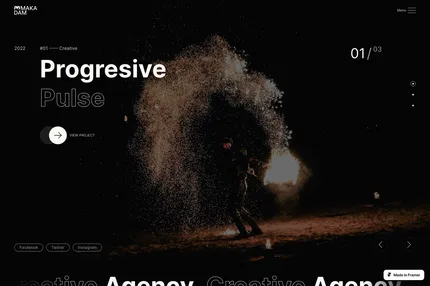 MAKA
DAM
Menu
2022
#01 —— Creative
01/03
Progresive
Pulse
VIEW PROJECT
Facebook
Twitter
Instagram
Made in Framer
Creative Agency Creative Agency